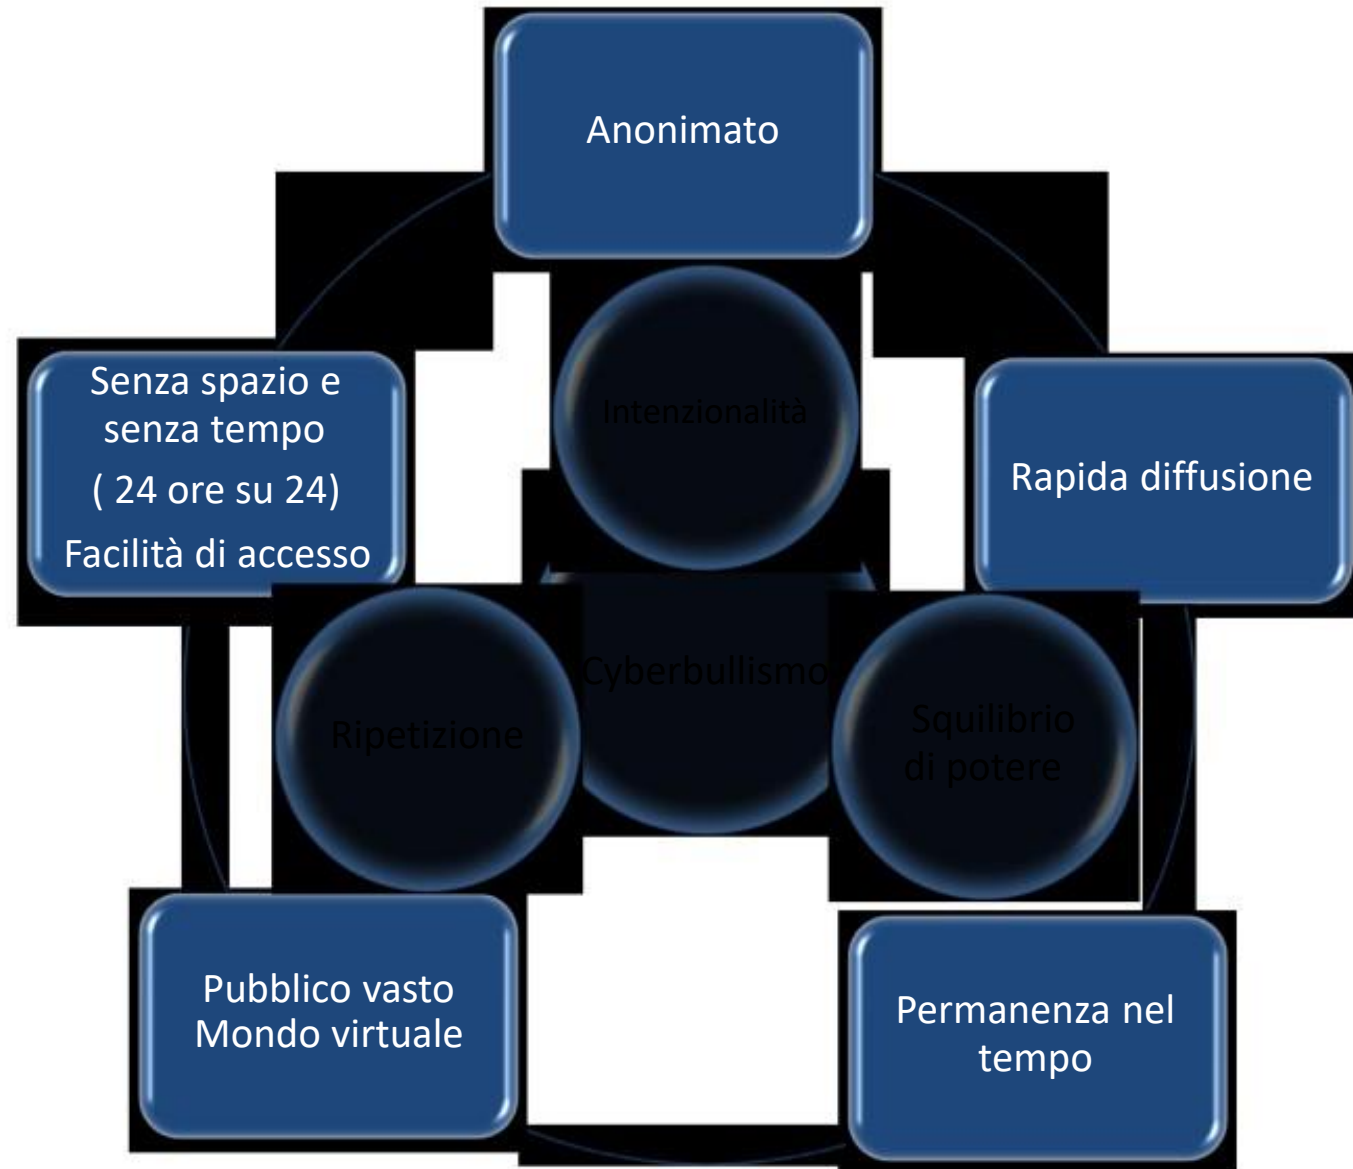 Anonimato
Intenzionalità
Senza spazio e
senza tempo
( 24 ore su 24)
Facilità di accesso
Rapida diffusione
Cyberbullismo
Ripetizione
Squilibrio
di potere
Pubblico vasto
Mondo virtuale
Permanenza nel
tempo